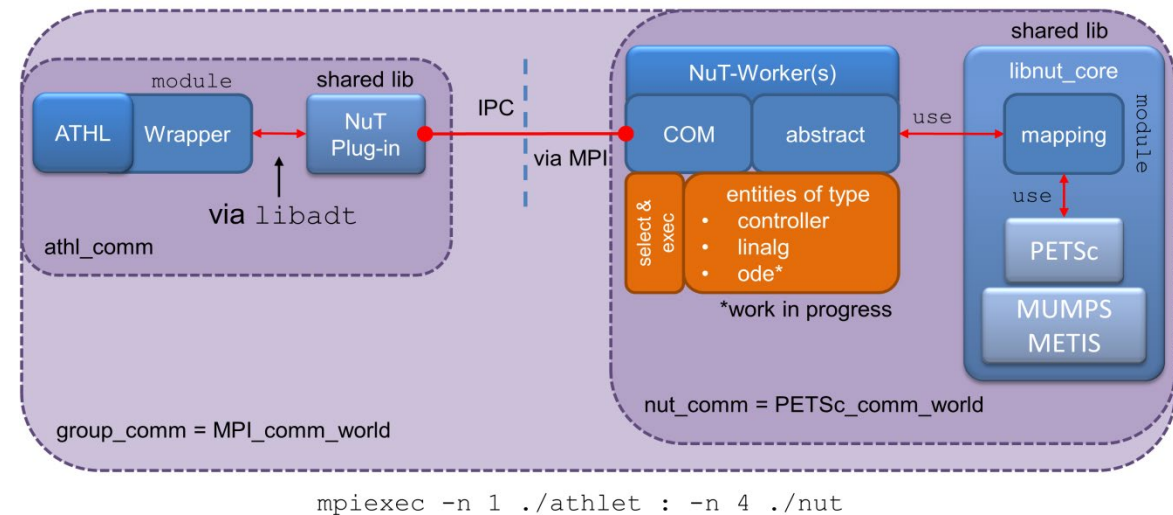 shared lib
module
shared lib
ATHL
Wrapper
NuT
Plug-in
via libadt
athl_comm
IPC
via MPI
NuT-Worker(s)
COM
abstract
select &
exec
entities of type
• controller
• linalg
• ode*
*work in progress
use
libnut_core
mapping
module
use
PETSc
MUMPS
METIS
nut_comm = PETSc_comm_world
group_comm = MPI_comm_world
mpiexec -n 1 ./athlet : -n 4 ./nut